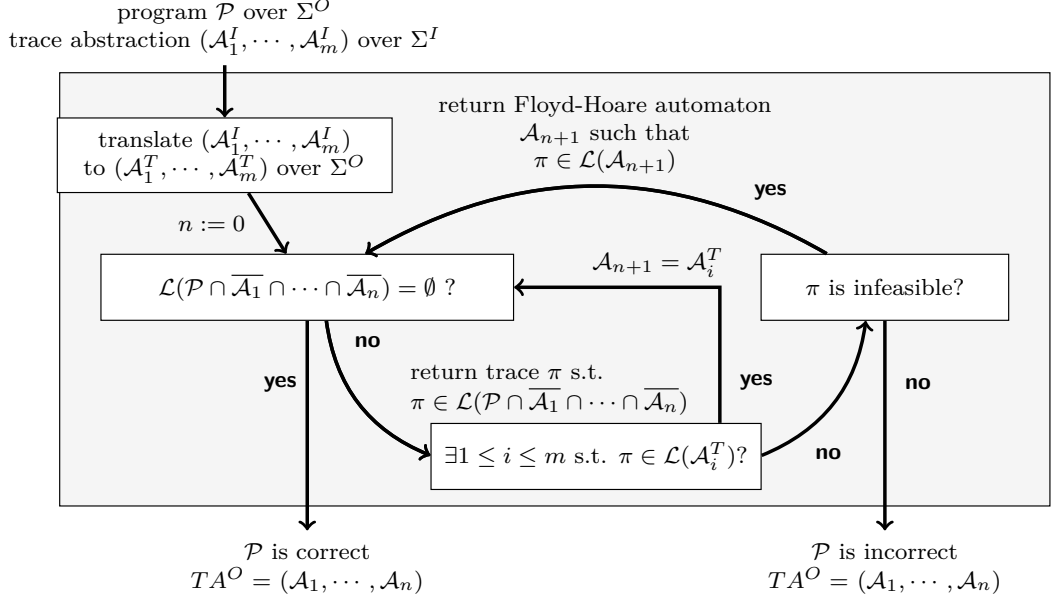 program 𝒫 over Σ^O
trace abstraction (𝒜_1^I, ⋯ , 𝒜_m^I) over Σ^I
translate (𝒜_1^I, ⋯ , 𝒜_m^I)
to (𝒜_1^T, ⋯ , 𝒜_m^T) over Σ^O
n := 0
return Floyd-Hoare automaton
𝒜_{n+1} such that
π ∈ ℒ(𝒜_{n+1})
yes
ℒ(𝒫 ∩ \overline{𝒜_1} ∩ ⋯ ∩ \overline{𝒜_n}) = ∅ ?
𝒜_{n+1} = 𝒜_i^T
π is infeasible?
yes
no
return trace π s.t.
π ∈ ℒ(𝒫 ∩ \overline{𝒜_1} ∩ ⋯ ∩ \overline{𝒜_n})
yes
no
∃1 ≤ i ≤ m s.t. π ∈ ℒ(𝒜_i^T)?
no
𝒫 is correct
TA^O = (𝒜_1, ⋯ , 𝒜_n)
𝒫 is incorrect
TA^O = (𝒜_1, ⋯ , 𝒜_n)